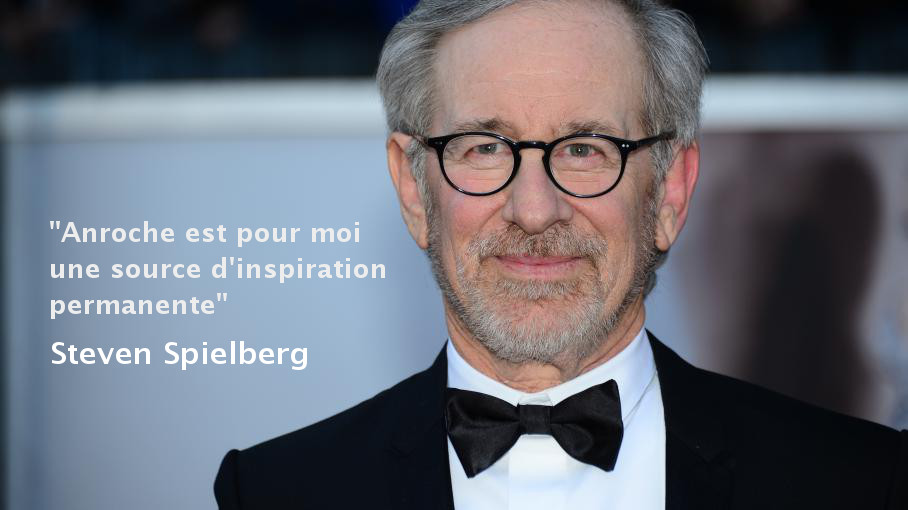 "Anroche est pour moi
une source d'inspiration
permanente"
Steven Spielberg